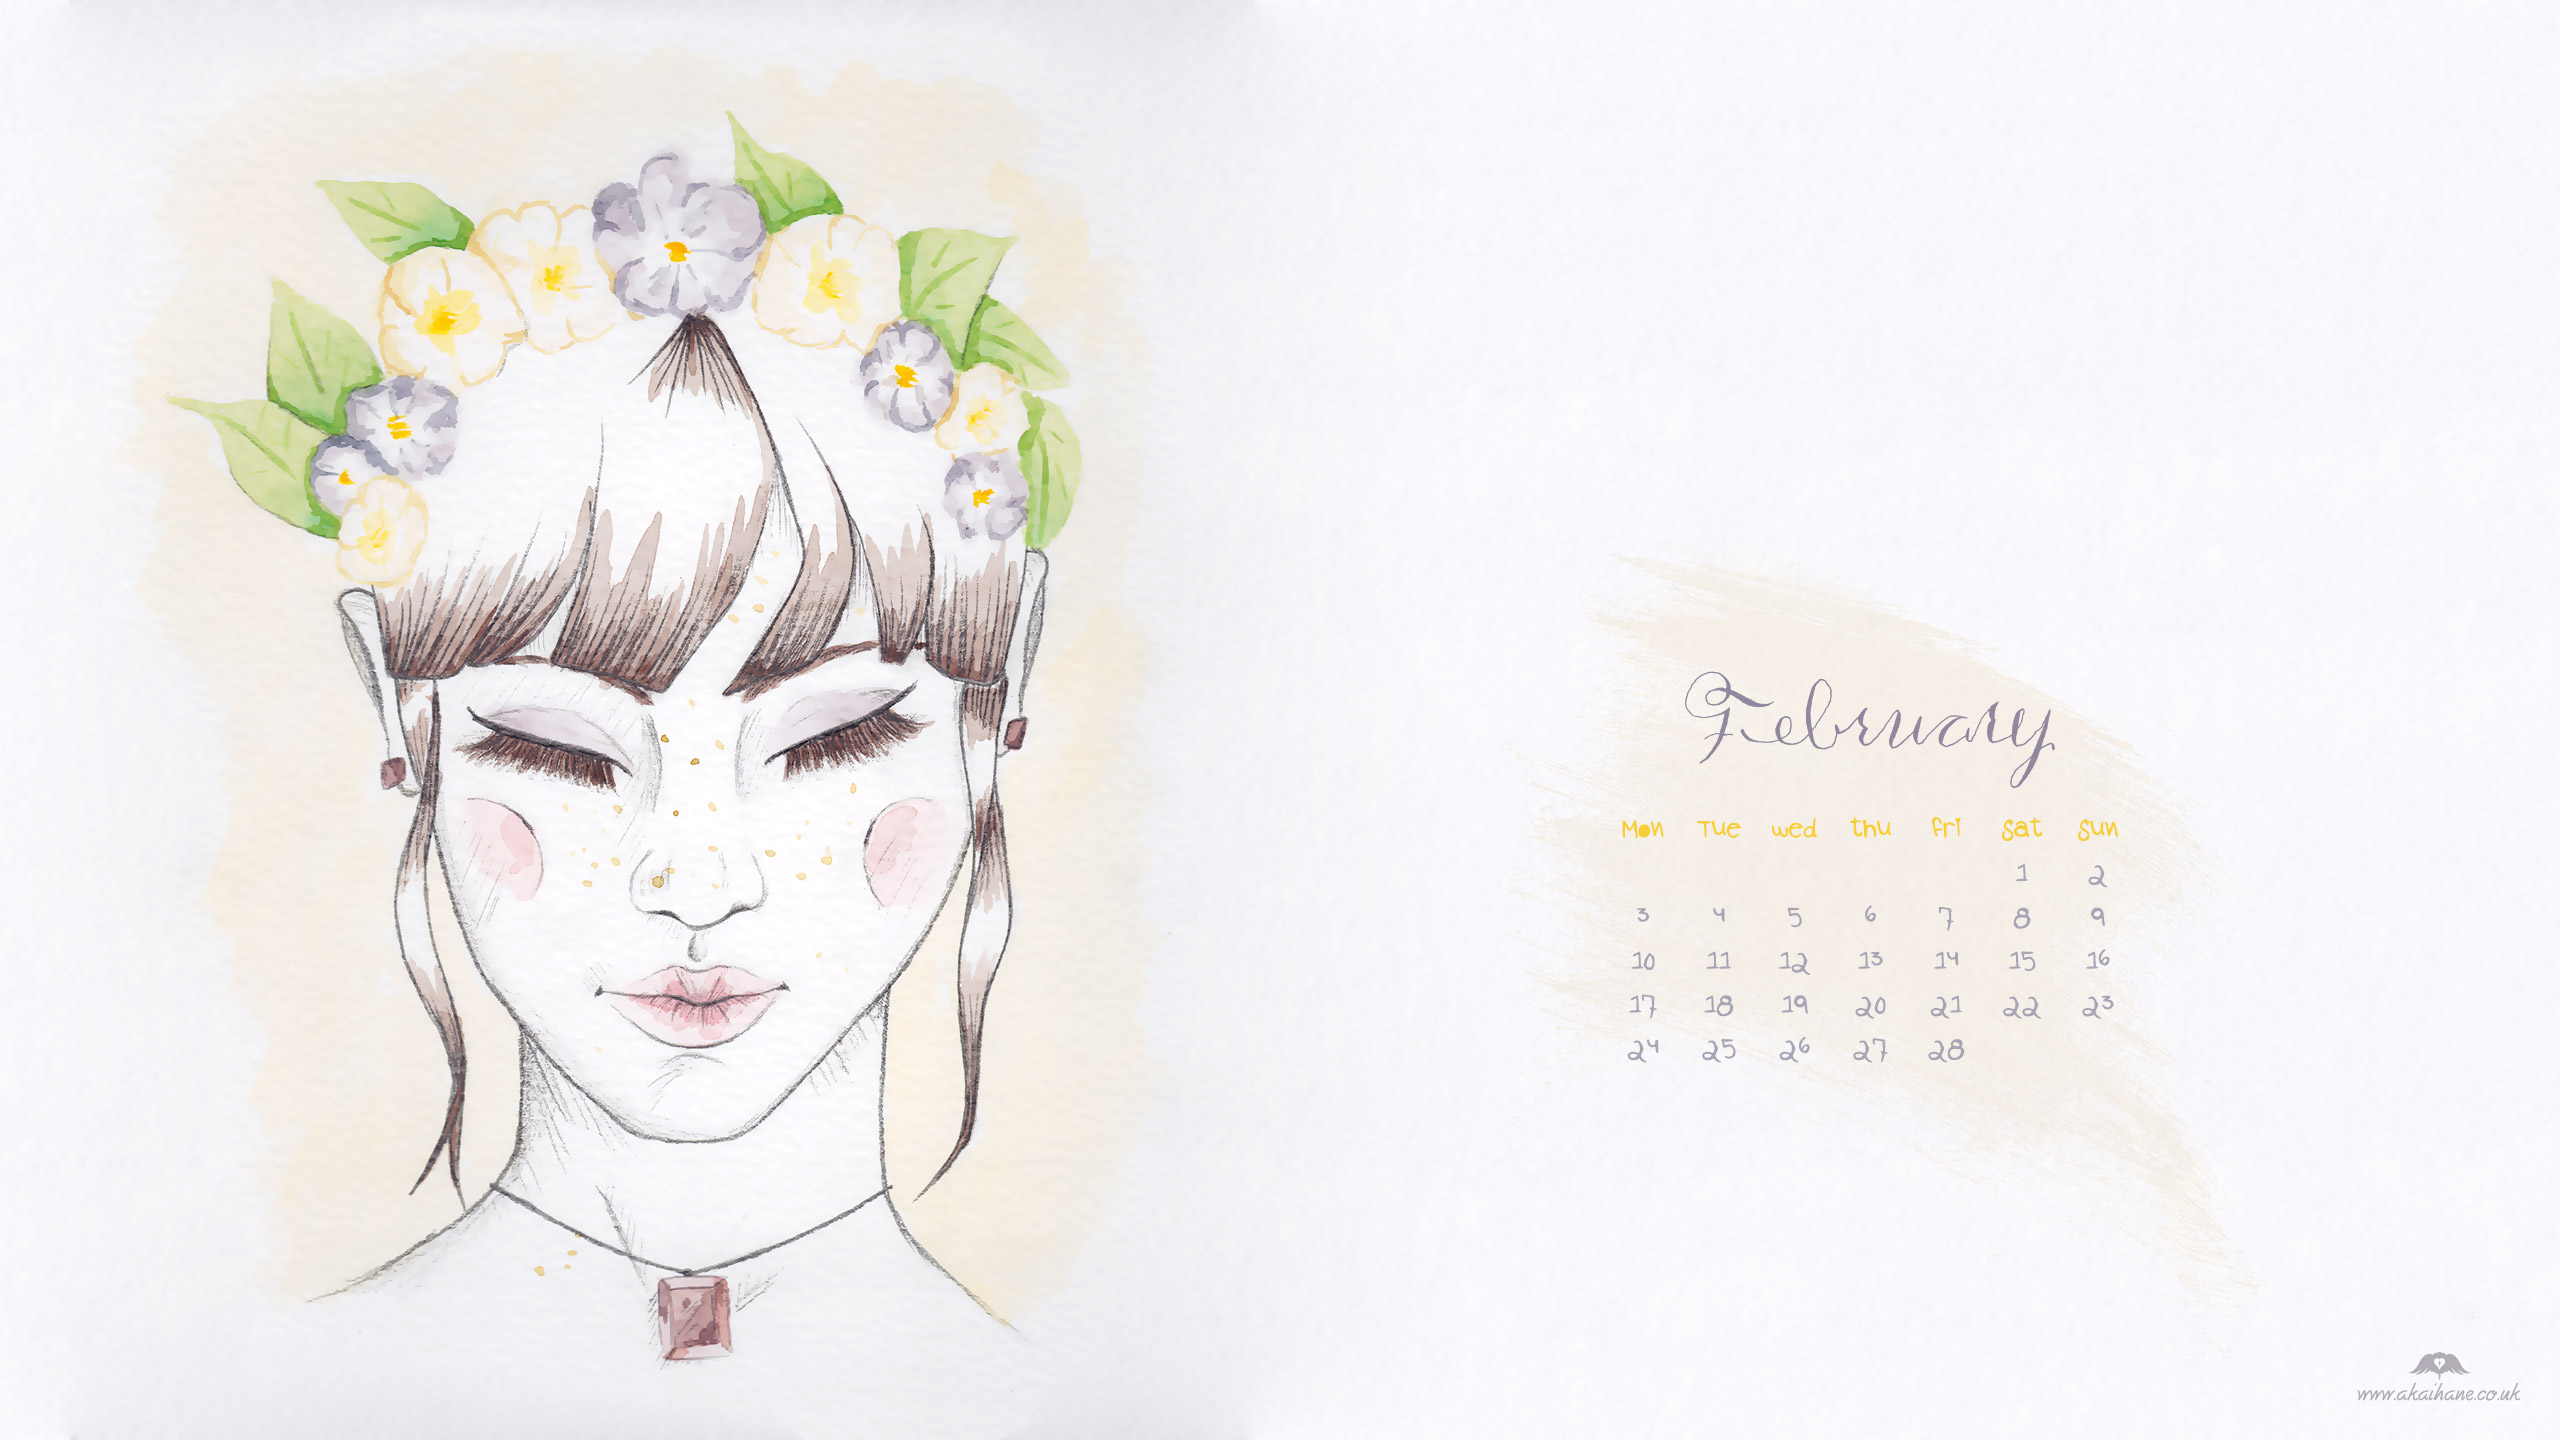 February
Mon Tue wed thu fri sat sun
1 2
3 4 5 6 7 8 9
10 11 12 13 14 15 16
17 18 19 20 21 22 23
24 25 26 27 28
www.akaihane.co.uk